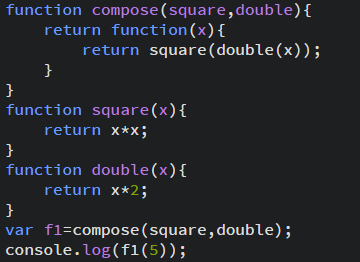 function compose(square,double){
    return function(x){
        return square(double(x));
    }
}
function square(x){
    return x*x;
}
function double(x){
    return x*2;
}
var f1=compose(square,double);
console.log(f1(5));